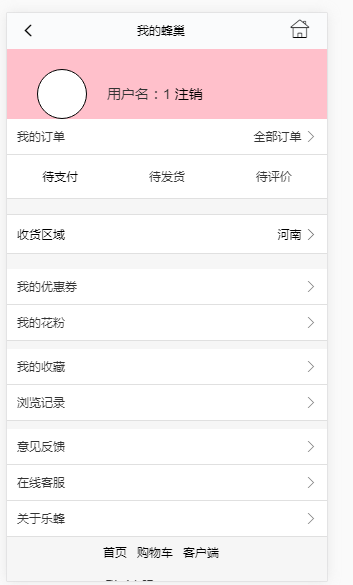 我的蜂巢
用户名：1 注销
我的订单 全部订单
待支付 待发货 待评价
收货区域 河南
我的优惠券
我的花粉
我的收藏
浏览记录
意见反馈
在线客服
关于乐蜂
首页 购物车 客户端